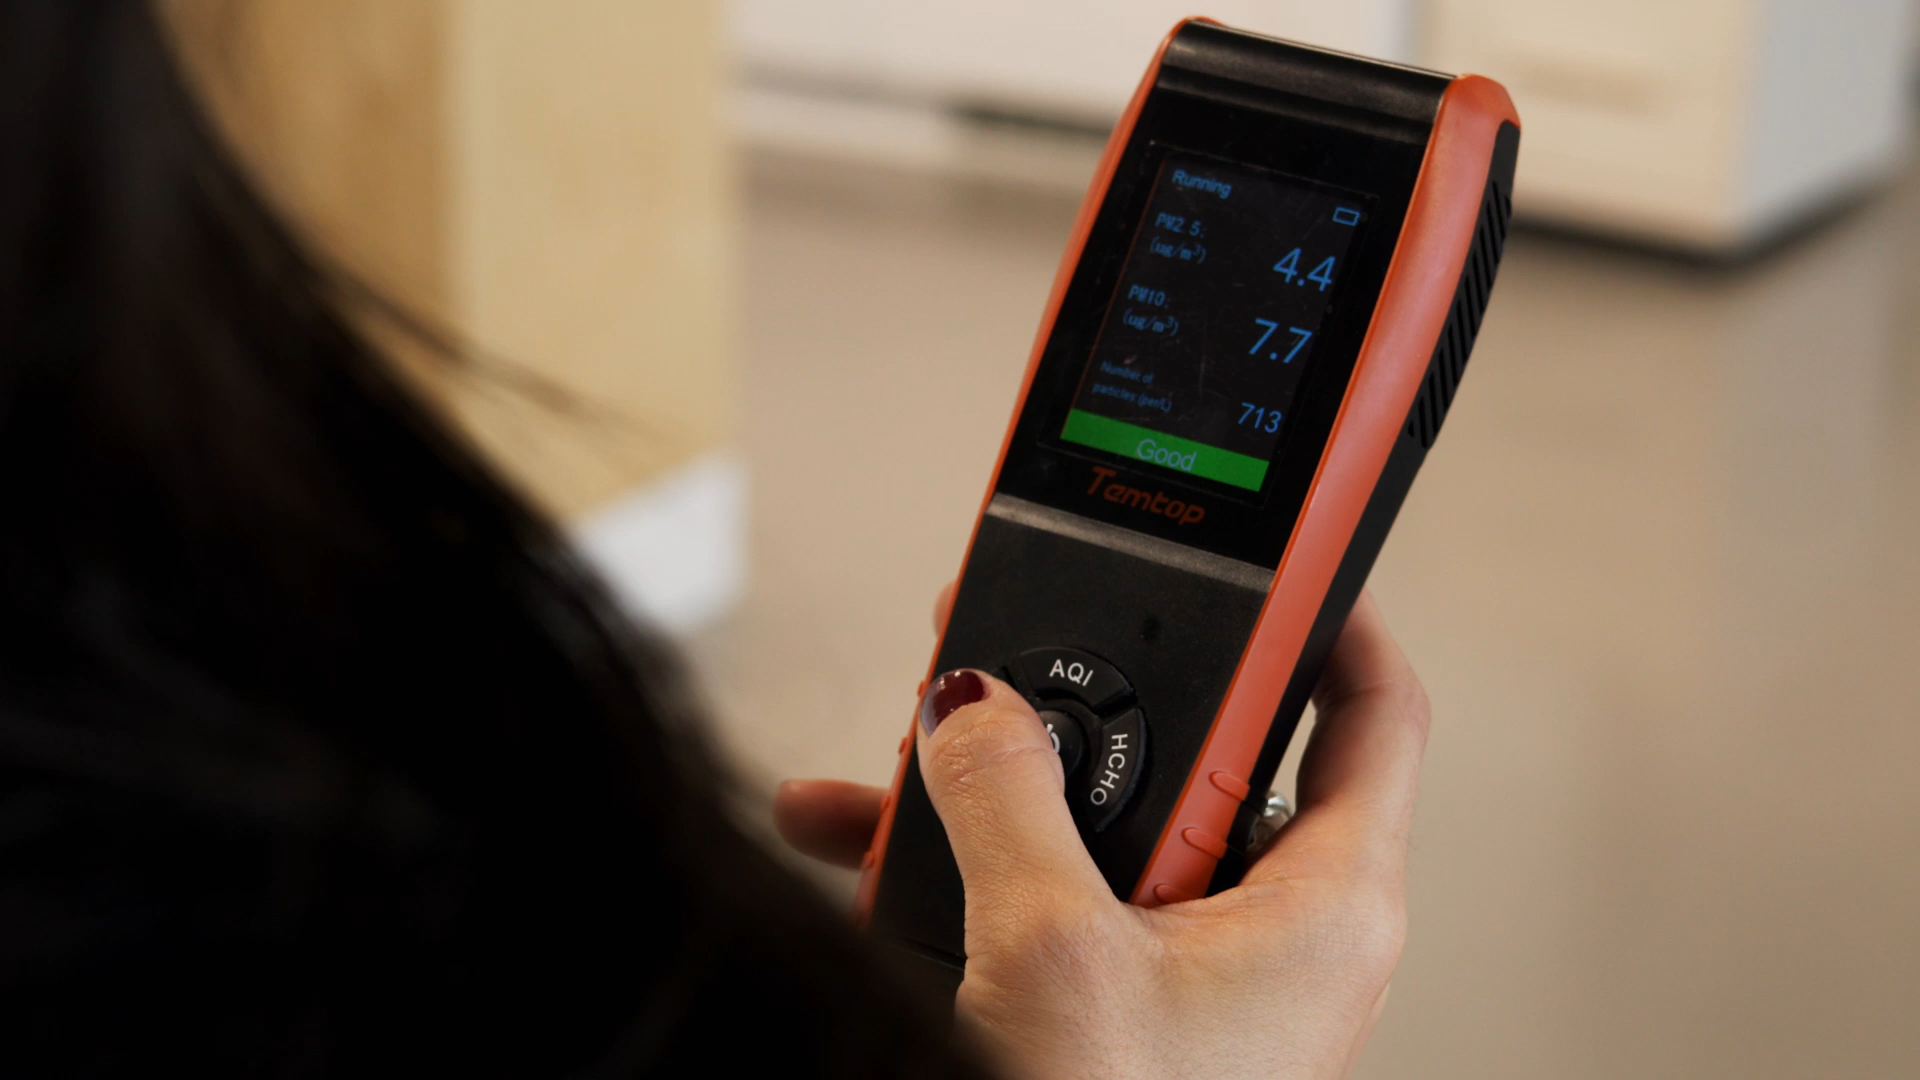 Running
PM2.5:
(ug/m³)
4.4
PM10:
(ug/m³)
7.7
Number of
particles (per/L)
713
Good
Temtop
AQI
HCHO